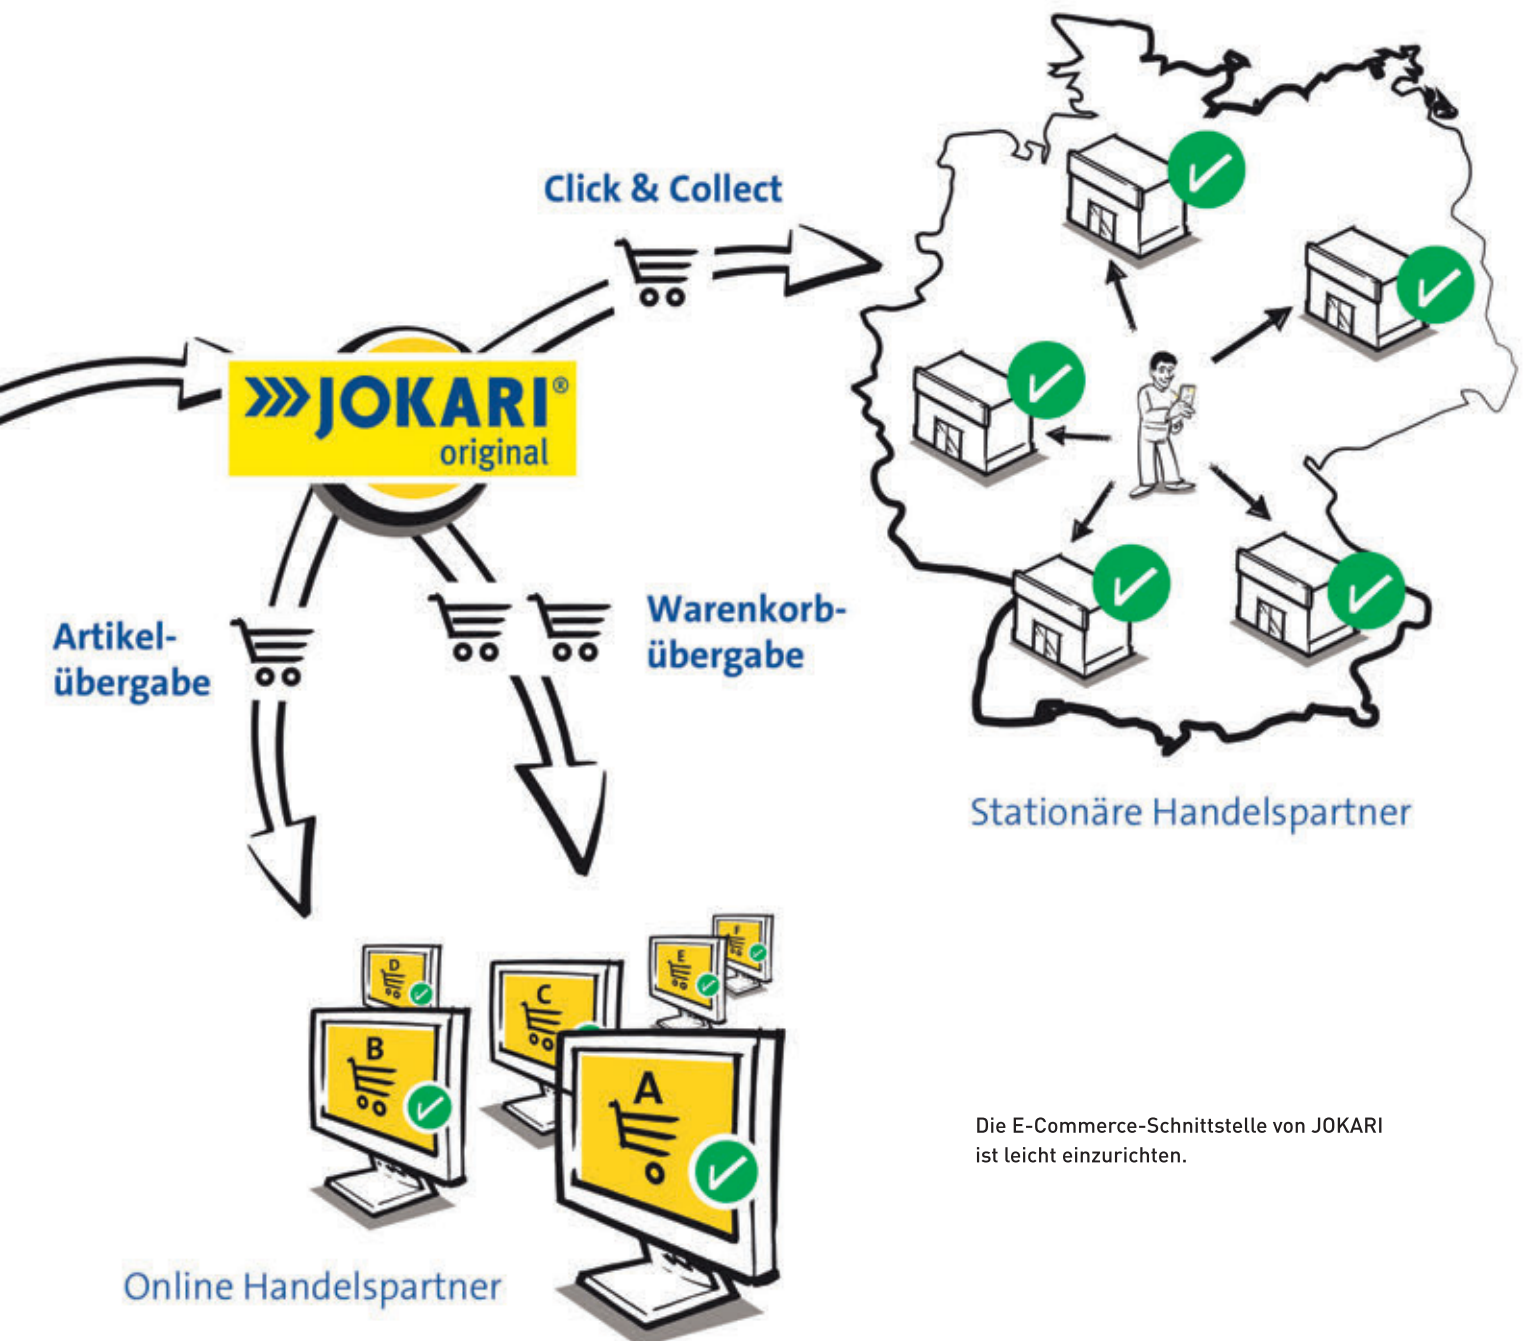 Click & Collect
»»JOKARI®
original
Artikel-
übergabe
Warenkorb-
übergabe
Stationäre Handelspartner
D
B
C
E
F
A
Online Handelspartner
Die E-Commerce-Schnittstelle von JOKARI
ist leicht einzurichten.